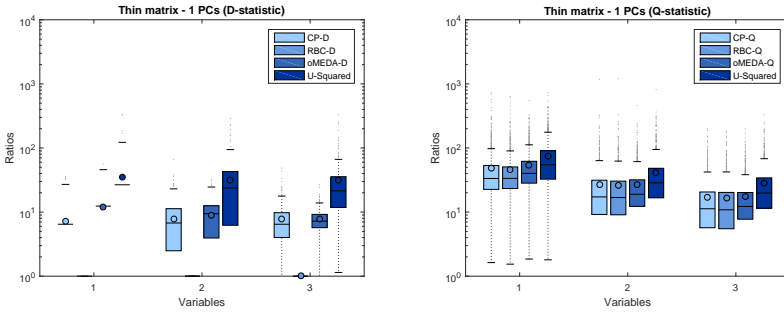 Thin matrix - 1 PCs (D-statistic)
10^4
10^3
10^2
10^1
10^0
Ratios
CP-D
RBC-D
oMEDA-D
U-Squared
1
2
3
Variables
Thin matrix - 1 PCs (Q-statistic)
10^4
10^3
10^2
10^1
10^0
Ratios
CP-Q
RBC-Q
oMEDA-Q
U-Squared
1
2
3
Variables